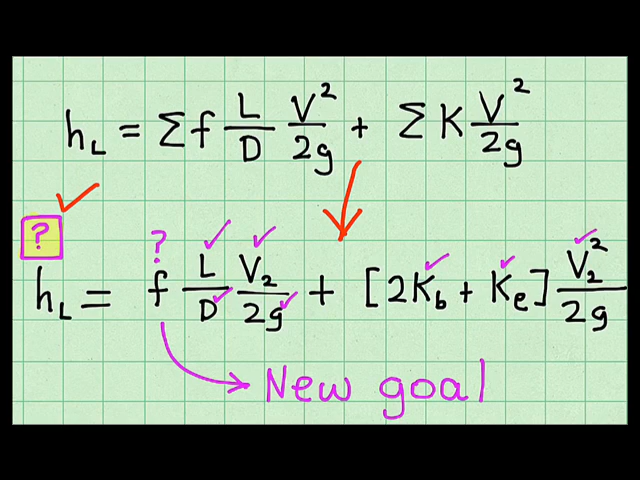 h_L = Σ f L/D V²/2g + Σ K V²/2g
?
?
h_L = f L/D V₂/2g + [2K_b + K_e] V₂²/2g
New goal